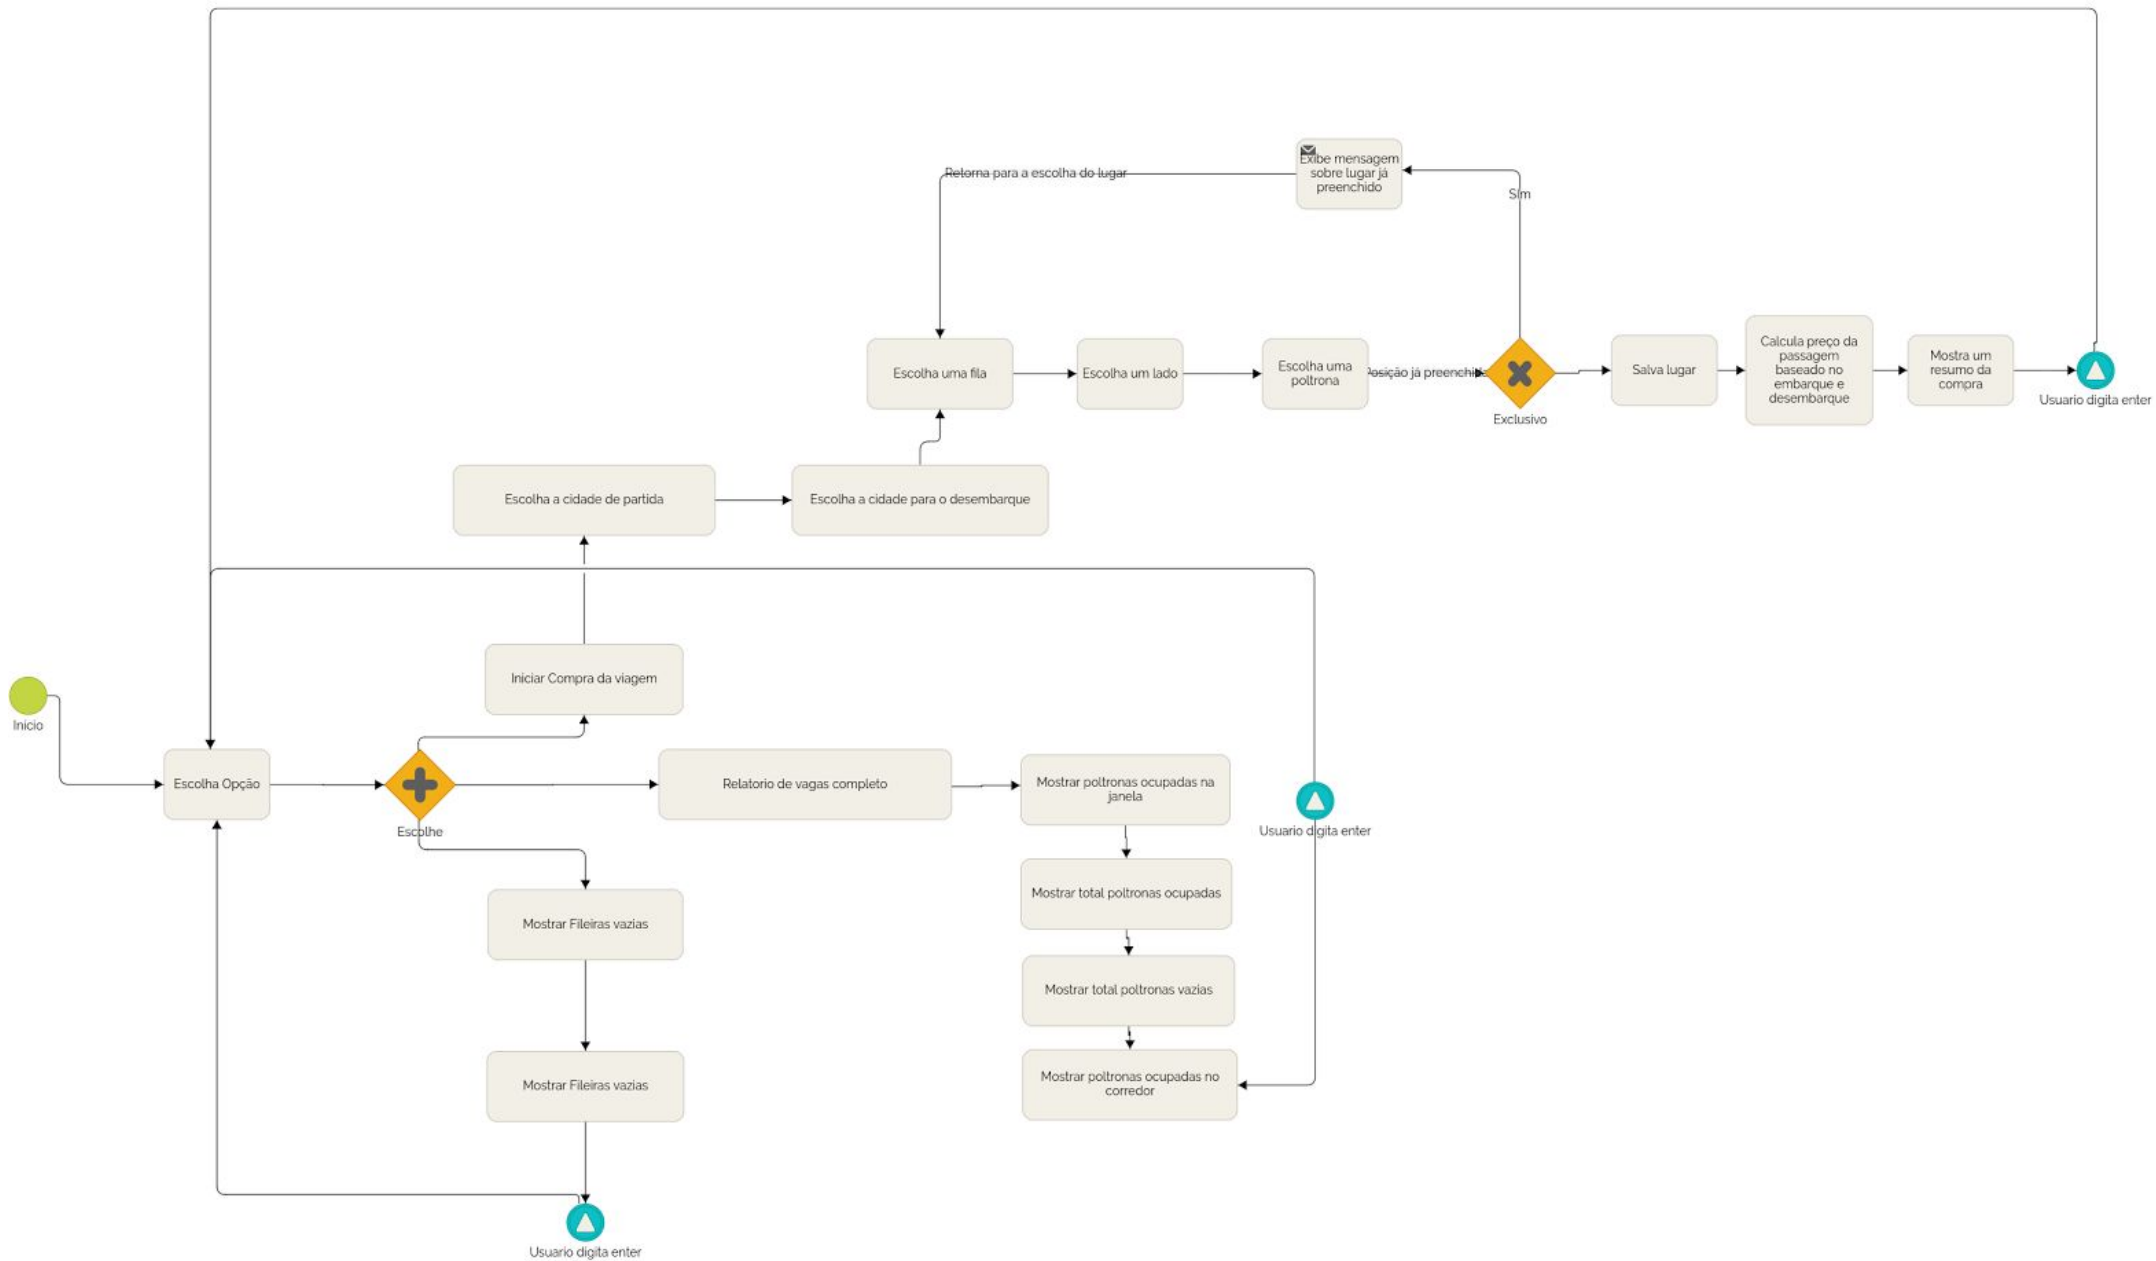 Exibe mensagem
sobre lugar já
preenchido
Retorna para a escolha do lugar
Sim
Escolha uma fila
Escolha um lado
Escolha uma
poltrona
Posição já preenchida
Exclusivo
Salva lugar
Calcula preço da
passagem
baseado no
embarque e
desembarque
Mostra um
resumo da
compra
Usuario digita enter
Escolha a cidade de partida
Escolha a cidade para o desembarque
Iniciar Compra da viagem
Inicio
Escolha Opção
Escolhe
Relatorio de vagas completo
Mostrar poltronas ocupadas na
janela
Usuario digita enter
Mostrar total poltronas ocupadas
Mostrar Fileiras vazias
Mostrar total poltronas vazias
Mostrar Fileiras vazias
Mostrar poltronas ocupadas no
corredor
Usuario digita enter